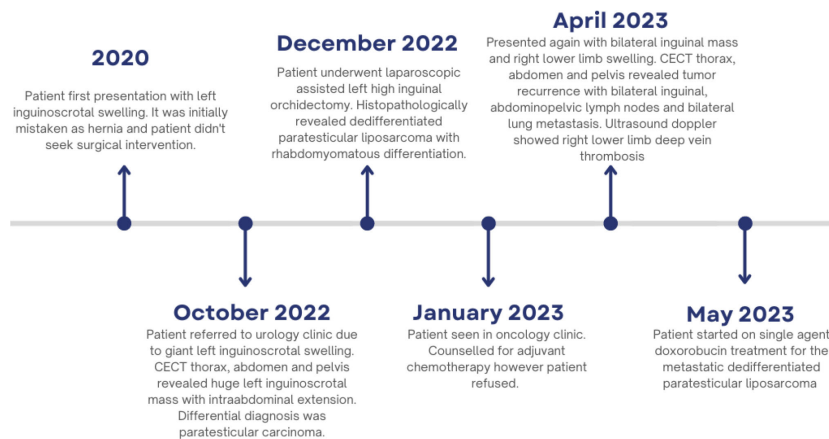 2020
Patient first presentation with left
inguinoscrotal swelling. It was initially
mistaken as hernia and patient didn't
seek surgical intervention.
October 2022
Patient referred to urology clinic due
to giant left inguinoscrotal swelling.
CECT thorax, abdomen and pelvis
revealed huge left inguinoscrotal
mass with intraabdominal extension.
Differential diagnosis was
paratesticular carcinoma.
December 2022
Patient underwent laparoscopic
assisted left high inguinal
orchidectomy. Histopathologically
revealed dedifferentiated
paratesticular liposarcoma with
rhabdomyomatous differentiation.
January 2023
Patient seen in oncology clinic.
Counselled for adjuvant
chemotherapy however patient
refused.
April 2023
Presented again with bilateral inguinal mass
and right lower limb swelling. CECT thorax,
abdomen and pelvis revealed tumor
recurrence with bilateral inguinal,
abdominopelvic lymph nodes and bilateral
lung metastasis. Ultrasound doppler
showed right lower limb deep vein
thrombosis
May 2023
Patient started on single agent
doxorobucin treatment for the
metastatic dedifferentiated
paratesticular liposarcoma